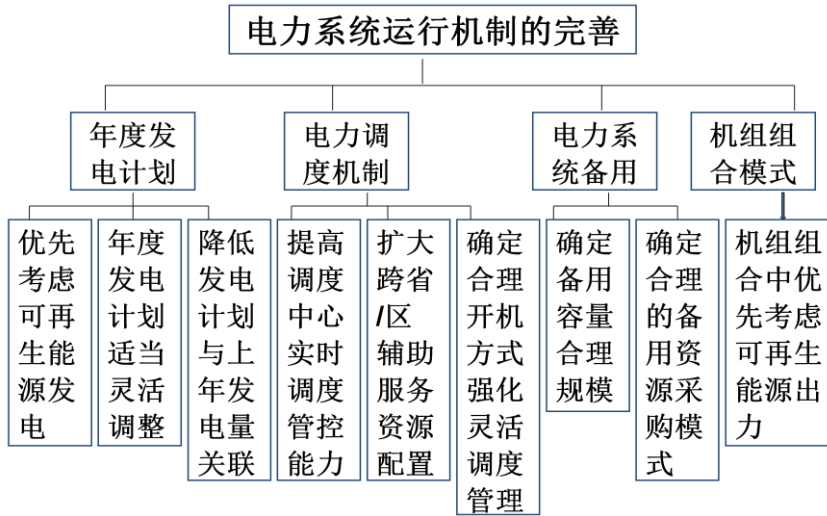 电力系统运行机制的完善
年度发
电计划
电力调
度机制
电力系
统备用
机组组
合模式
优先
考虑
可再
生能
源发
电
年度
发电
计划
适当
灵活
调整
降低
发电
计划
与上
年发
电量
关联
提高
调度
中心
实时
调度
管控
能力
扩大
跨省
/区
辅助
服务
资源
配置
确定
合理
开机
方式
强化
灵活
调度
管理
确定
备用
容量
合理
规模
确定
合理
的备
用资
源采
购模
式
机组组
合中优
先考虑
可再生
能源出
力